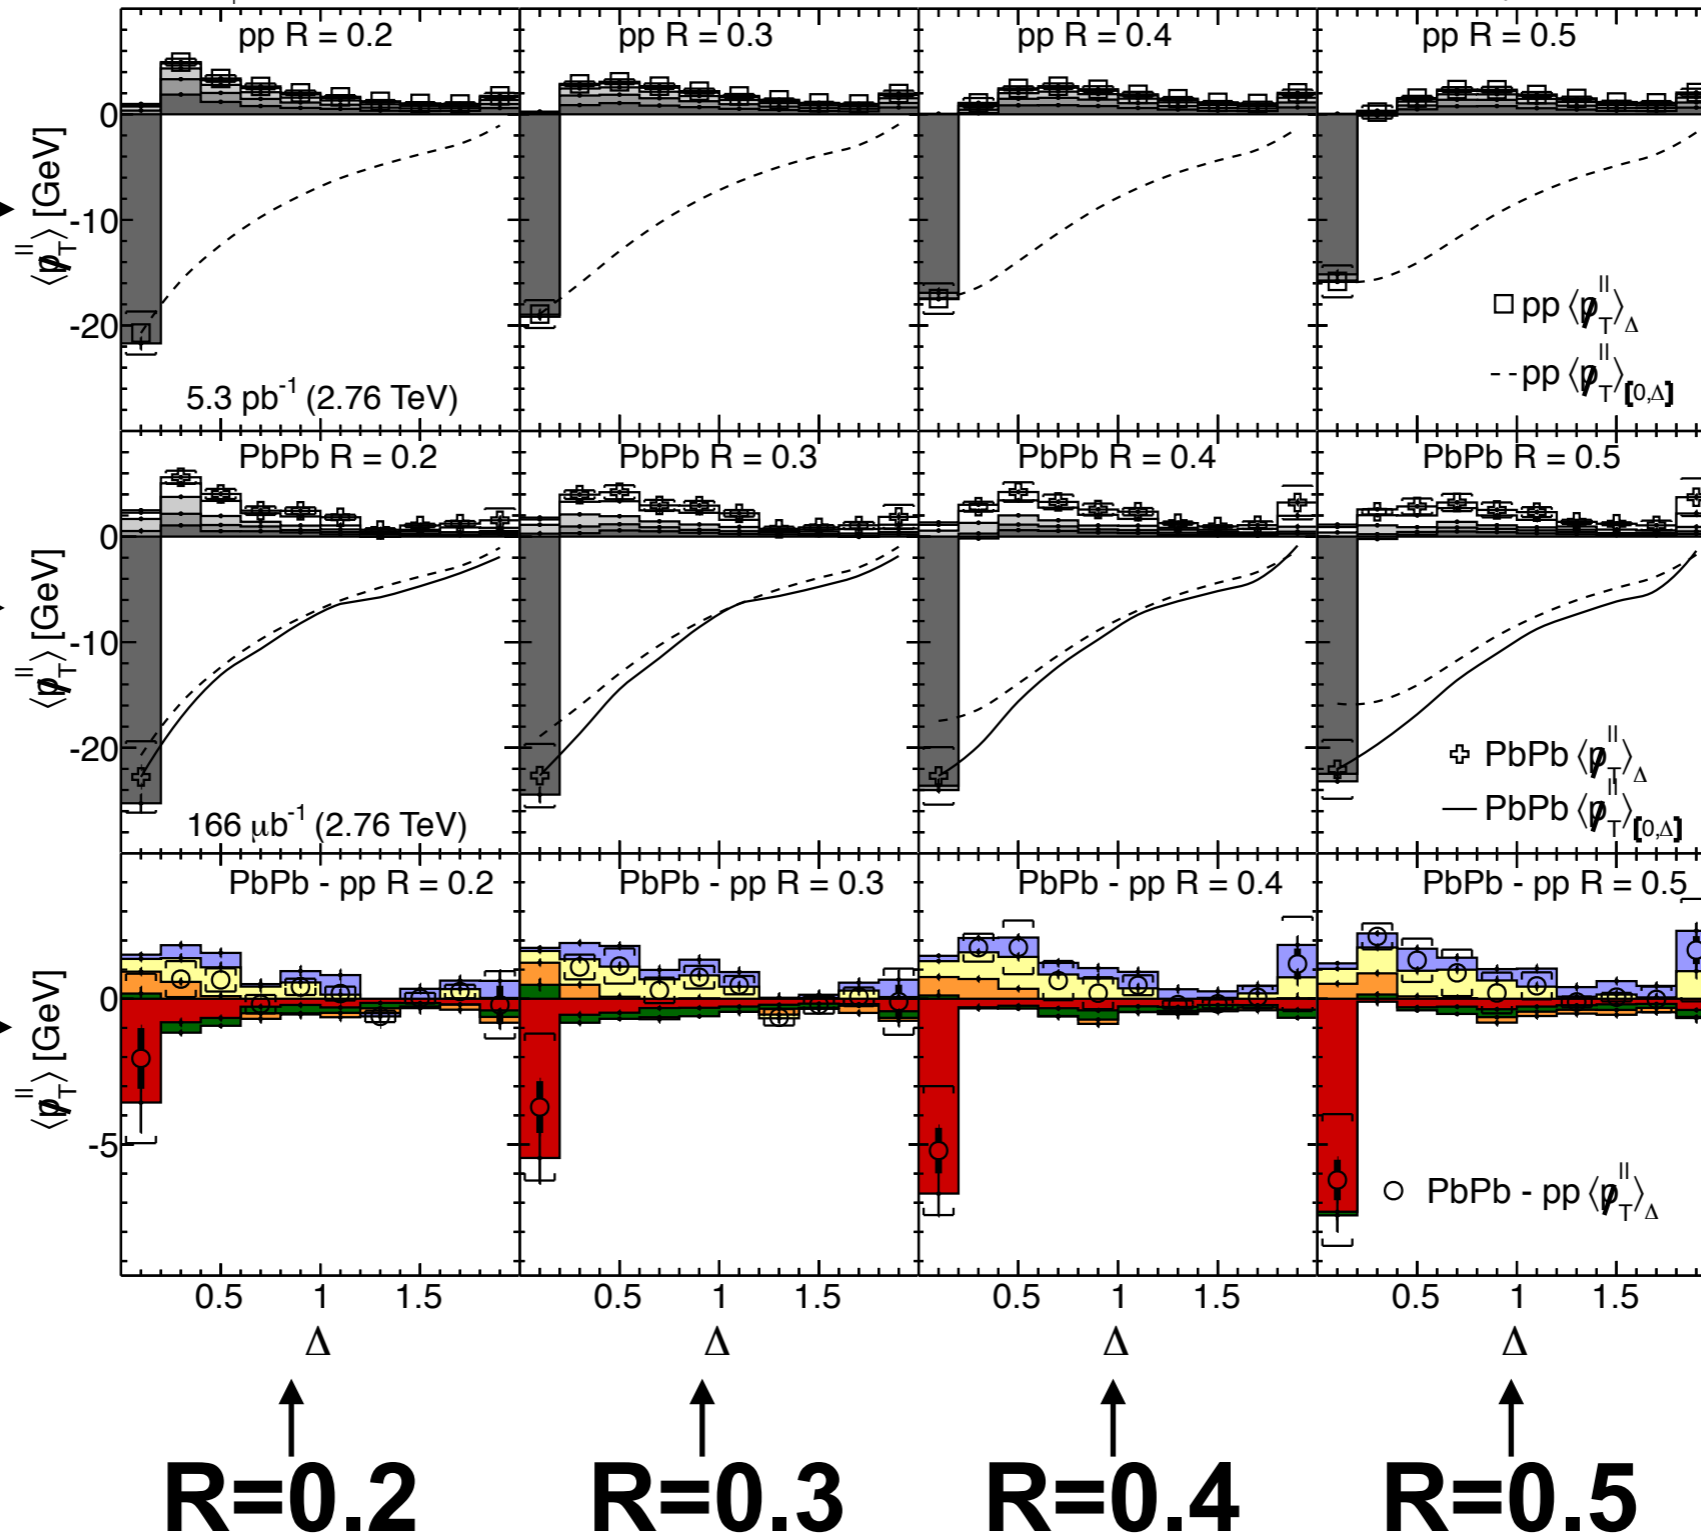 pp R = 0.2 pp R = 0.3 pp R = 0.4 pp R = 0.5
0
-10
-20
⟨p̸_T^||⟩ [GeV]
5.3 pb^-1 (2.76 TeV)
pp ⟨p̸_T^||⟩_Δ
-- pp ⟨p̸_T^||⟩_[0,Δ]
PbPb R = 0.2 PbPb R = 0.3 PbPb R = 0.4 PbPb R = 0.5
0
-10
-20
⟨p̸_T^||⟩ [GeV]
166 μb^-1 (2.76 TeV)
PbPb ⟨p̸_T^||⟩_Δ
— PbPb ⟨p̸_T^||⟩_[0,Δ]
PbPb - pp R = 0.2 PbPb - pp R = 0.3 PbPb - pp R = 0.4 PbPb - pp R = 0.5
0
-5
⟨p̸_T^||⟩ [GeV]
PbPb - pp ⟨p̸_T^||⟩_Δ
0.5 1 1.5 0.5 1 1.5 0.5 1 1.5 0.5 1 1.5
Δ Δ Δ Δ
R=0.2 R=0.3 R=0.4 R=0.5